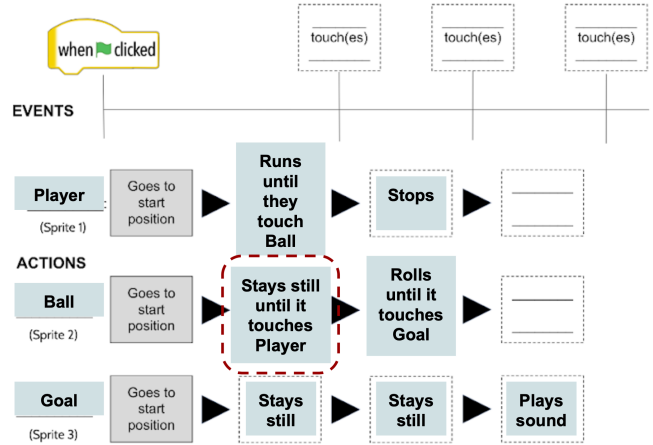 when clicked
touch(es)
touch(es)
touch(es)
EVENTS
Player
:
(Sprite 1)
Goes to
start
position
Runs
until
they
touch
Ball
Stops
ACTIONS
Ball
(Sprite 2)
Goes to
start
position
Stays still
until it
touches
Player
Rolls
until it
touches
Goal
Goal
(Sprite 3)
Goes to
start
position
Stays
still
Stays
still
Plays
sound